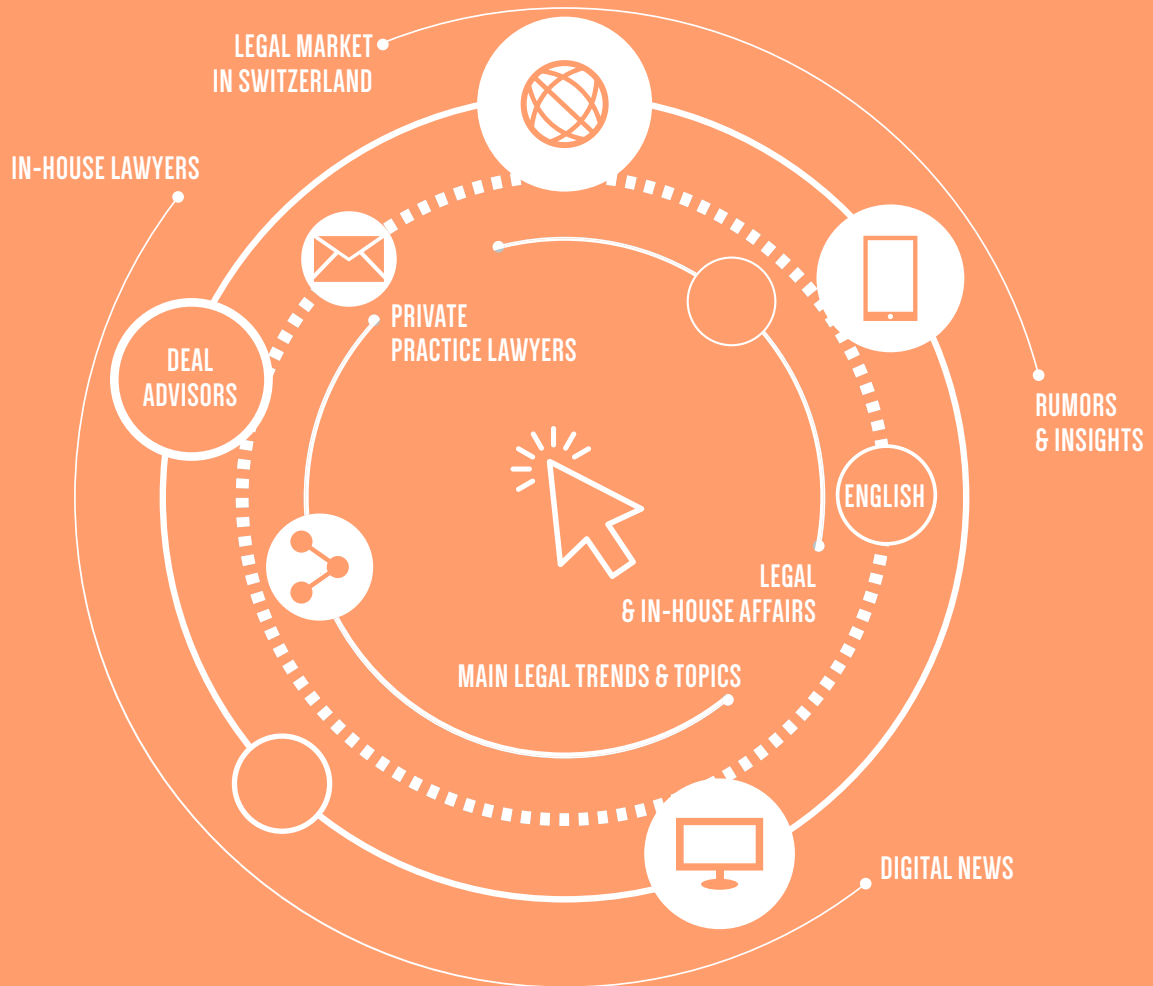 LEGAL MARKET
IN SWITZERLAND
IN-HOUSE LAWYERS
PRIVATE
PRACTICE LAWYERS
DEAL
ADVISORS
RUMORS
& INSIGHTS
ENGLISH
LEGAL
& IN-HOUSE AFFAIRS
MAIN LEGAL TRENDS & TOPICS
DIGITAL NEWS